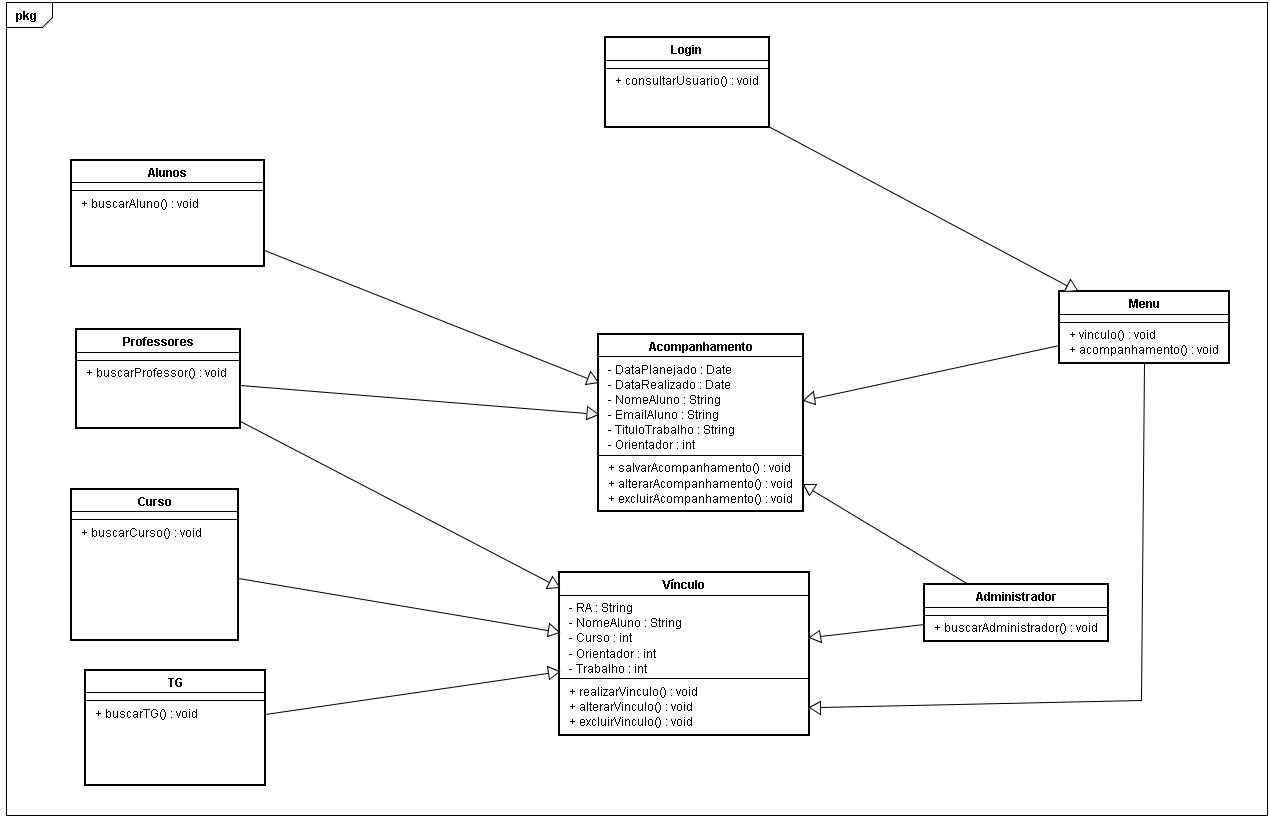 pkg
Login
+ consultarUsuario() : void
Alunos
+ buscarAluno() : void
Professores
+ buscarProfessor() : void
Acompanhamento
- DataPlanejado : Date
- DataRealizado : Date
- NomeAluno : String
- EmailAluno : String
- TituloTrabalho : String
- Orientador : int
+ salvarAcompanhamento() : void
+ alterarAcompanhamento() : void
+ excluirAcompanhamento() : void
Menu
+ vinculo() : void
+ acompanhamento() : void
Curso
+ buscarCurso() : void
Vínculo
- RA : String
- NomeAluno : String
- Curso : int
- Orientador : int
- Trabalho : int
+ realizarVinculo() : void
+ alterarVinculo() : void
+ excluirVinculo() : void
Administrador
+ buscarAdministrador() : void
TG
+ buscarTG() : void